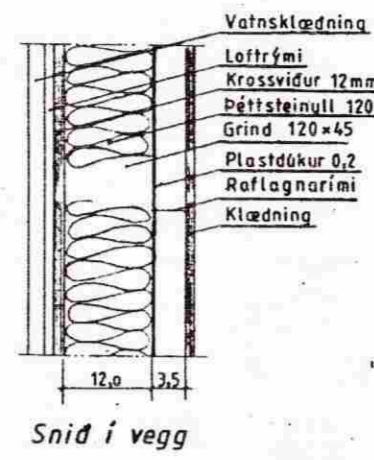 Vatnsklæðning
Loftrými
Krossviður 12mm
Þéttsteinull 120
Grind 120×45
Plastdúkur 0,2
Raflagnarími
Klæðning
12,0 3,5
Snið í vegg